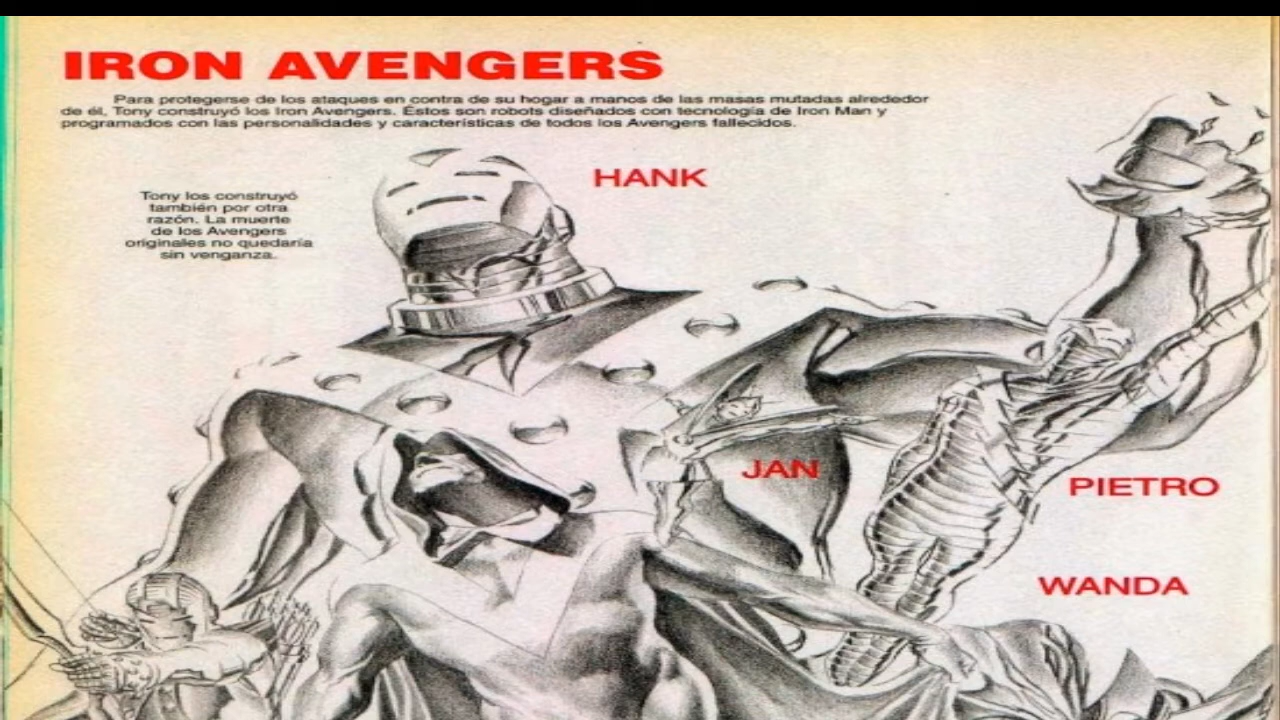 IRON AVENGERS
Para protegerse de los ataques en contra de su hogar a manos de las masas mutadas alrededor
de él, Tony construyó los Iron Avengers. Éstos son robots diseñados con tecnología de Iron Man y
programados con las personalidades y características de todos los Avengers fallecidos.
HANK
Tony los construyó
también por otra
razón. La muerte
de los Avengers
originales no quedaría
sin venganza.
JAN
PIETRO
WANDA